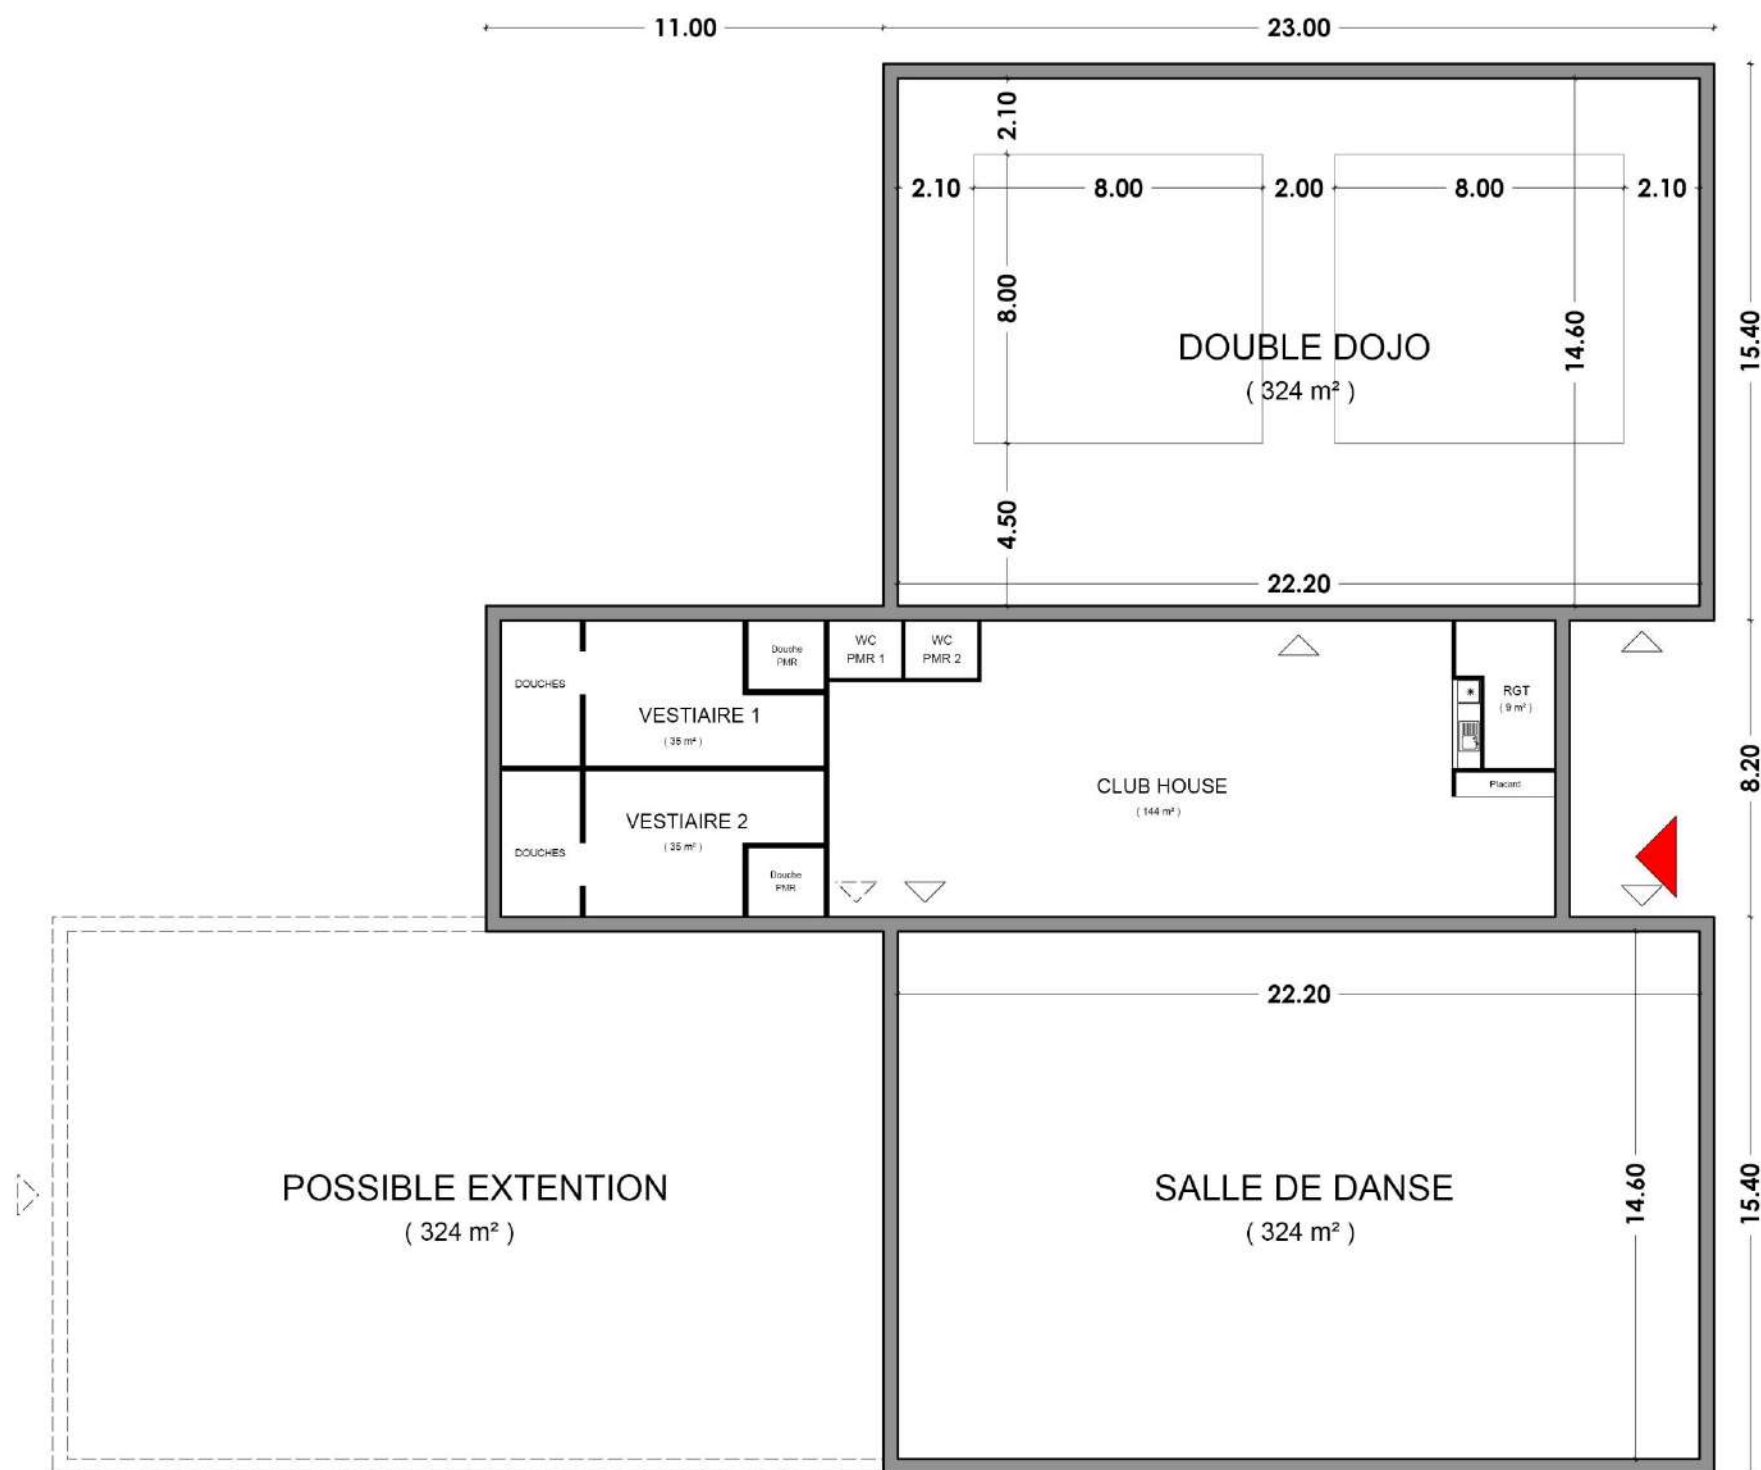 11.00
23.00
2.10
2.10
8.00
2.00
8.00
2.10
8.00
14.60
15.40
DOUBLE DOJO
( 324 m² )
4.50
22.20
WC
PMR 1
WC
PMR 2
Douche
PMR
DOUCHES
VESTIAIRE 1
( 35 m² )
RGT
( 9 m² )
8.20
CLUB HOUSE
( 144 m² )
Placard
VESTIAIRE 2
( 35 m² )
DOUCHES
Douche
PMR
22.20
POSSIBLE EXTENTION
( 324 m² )
SALLE DE DANSE
( 324 m² )
14.60
15.40